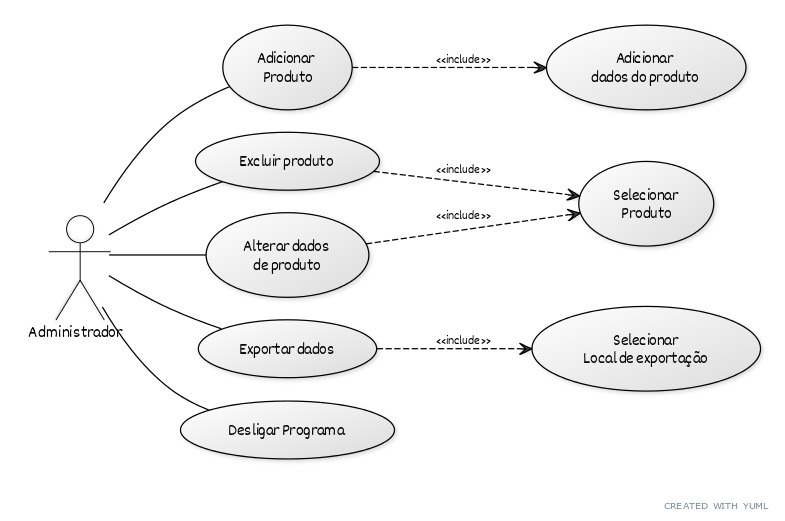 Adicionar
Produto
<<include>>
Adicionar
dados do produto
Excluir produto
<<include>>
Selecionar
Produto
<<include>>
Alterar dados
de produto
Administrador
Exportar dados
<<include>>
Selecionar
Local de exportação
Desligar Programa
CREATED WITH YUML